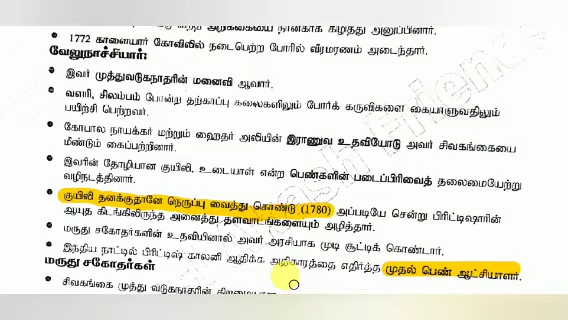 அறிக்கையை நான்காக கிழித்து அனுப்பினார்.
• 1772 காளையார் கோவிலில் நடைபெற்ற போரில் வீரமரணம் அடைந்தார்.
வேலுநாச்சியார்:
• இவர் முத்துவடுகநாதரின் மனைவி ஆவார்.
• வளரி, சிலம்பம் போன்ற தற்காப்பு கலைகளிலும் போர்க் கருவிகளை கையாளுவதிலும்
பயிற்சி பெற்றவர்.
• கோபால நாயக்கர் மற்றும் ஹைதர் அலியின் இராணுவ உதவியோடு அவர் சிவகங்கையை
மீண்டும் கைப்பற்றினார்.
• இவரின் தோழியான குயிலி, உடையாள் என்ற பெண்களின் படைப்பிரிவைத் தலைமையேற்று
வழிநடத்தினார்.
• குயிலி தனக்குதானே நெருப்பு வைத்து கொண்டு (1780) அப்படியே சென்று பிரிட்டிஷாரின்
ஆயுத கிடங்கிலிருந்த அனைத்து தளவாடங்களையும் அழித்தார்.
• மருது சகோதரர்களின் உதவியினால் அவர் அரசியாக முடி சூட்டிக் கொண்டார்.
• இந்திய நாட்டில் பிரிட்டிஷ் காலனி ஆதிக்க அதிகாரத்தை எதிர்த்த முதல் பெண் ஆட்சியாளர்.
மருது சகோதர்கள்
• சிவகங்கை முத்து வடுகநாதரின்